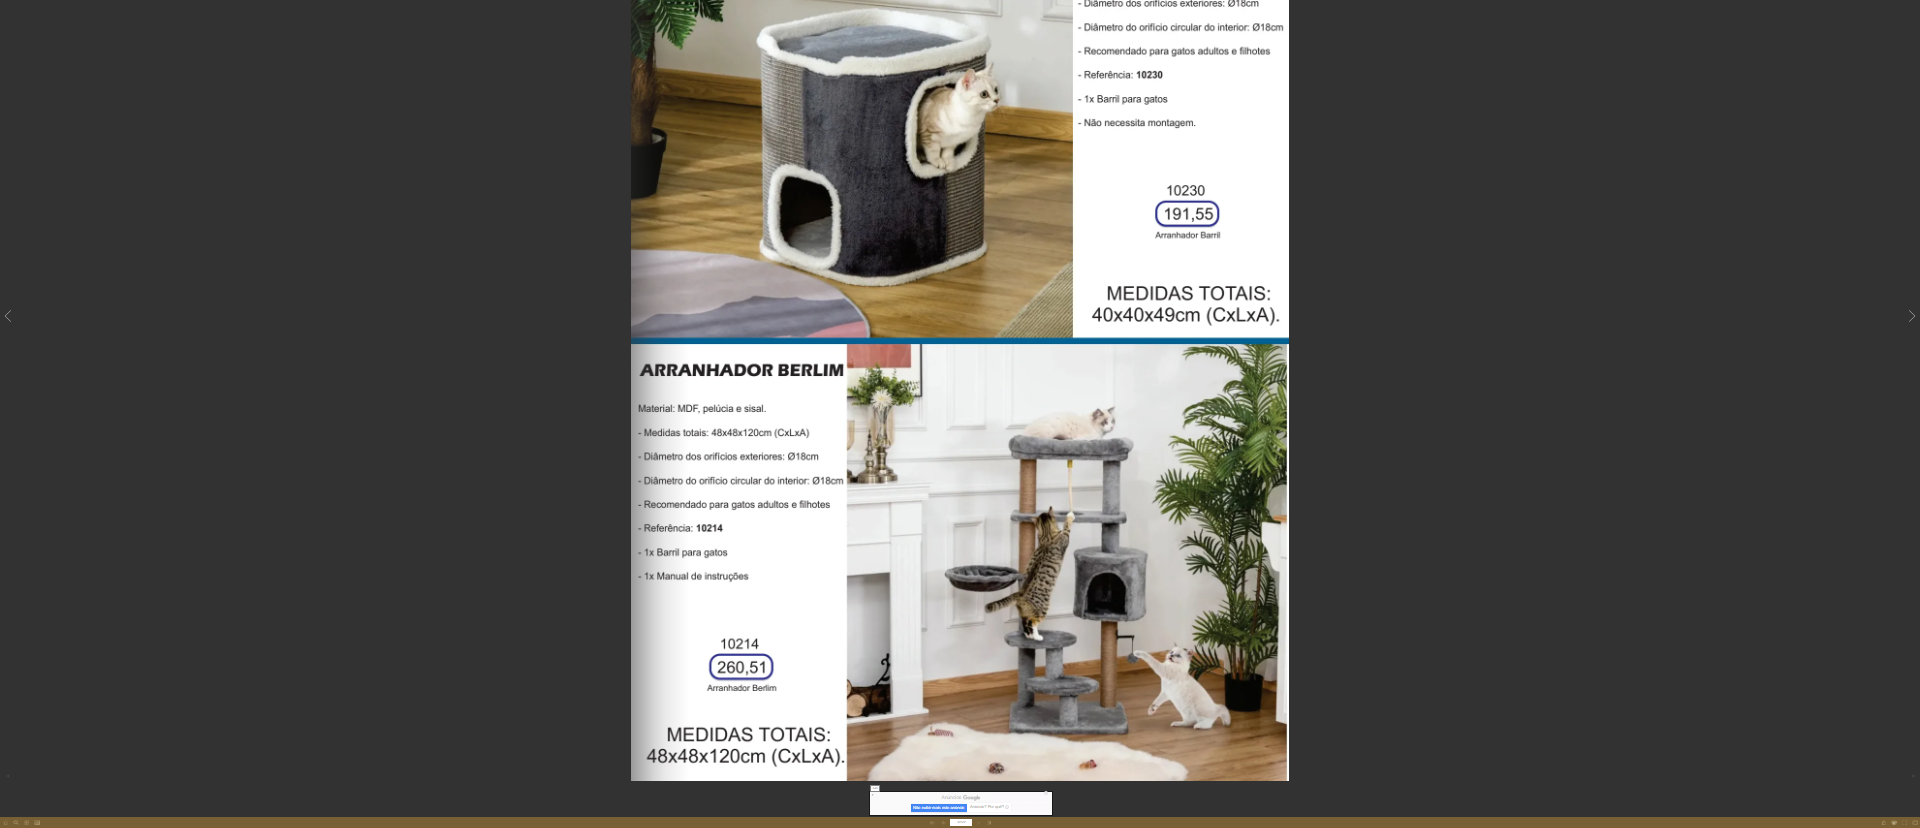 - Diâmetro dos orifícios exteriores: Ø18cm
- Diâmetro do orifício circular do interior: Ø18cm
- Recomendado para gatos adultos e filhotes
- Referência: 10230
- 1x Barril para gatos
- Não necessita montagem.
10230
191,55
Arranhador Barril
MEDIDAS TOTAIS:
40x40x49cm (CxLxA).
ARRANHADOR BERLIM
Material: MDF, pelúcia e sisal.
- Medidas totais: 48x48x120cm (CxLxA)
- Diâmetro dos orifícios exteriores: Ø18cm
- Diâmetro do orifício circular do interior: Ø18cm
- Recomendado para gatos adultos e filhotes
- Referência: 10214
- 1x Barril para gatos
- 1x Manual de instruções
10214
260,51
Arranhador Berlim
MEDIDAS TOTAIS:
48x48x120cm (CxLxA).
Google